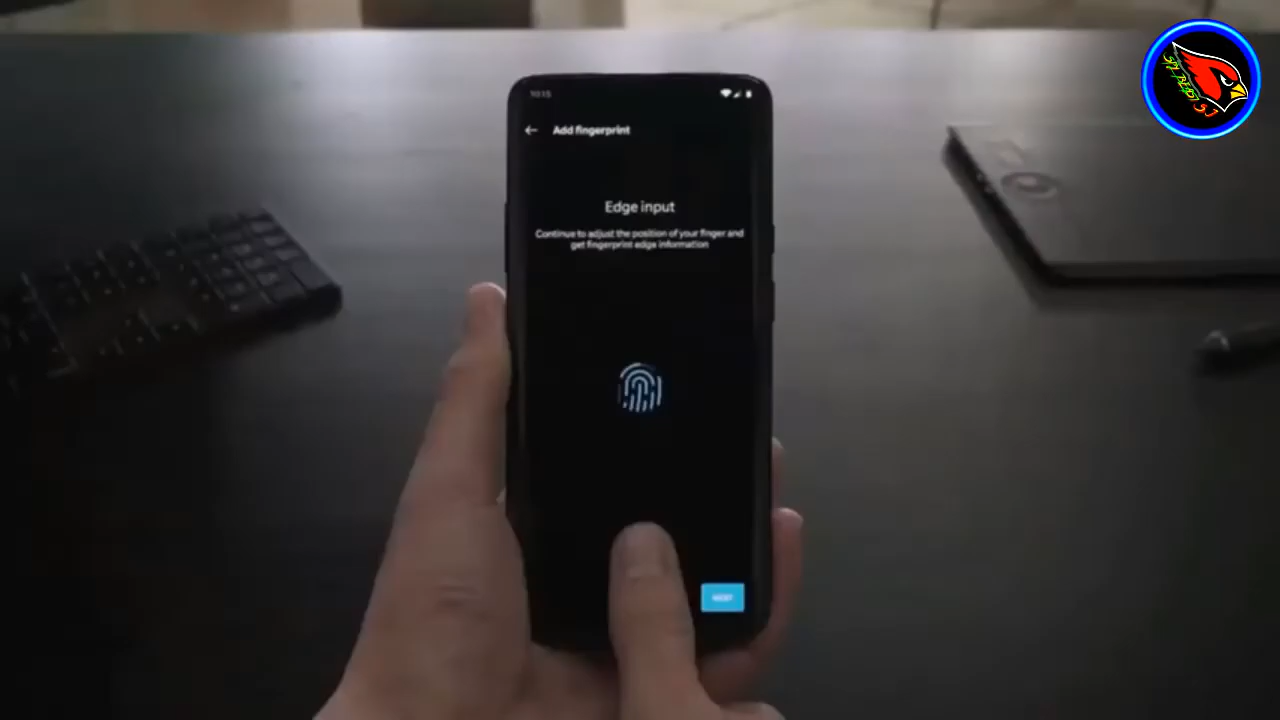 10:15
Add fingerprint
Edge input
Continue to adjust the position of your finger and
get fingerprint edge information
NEXT